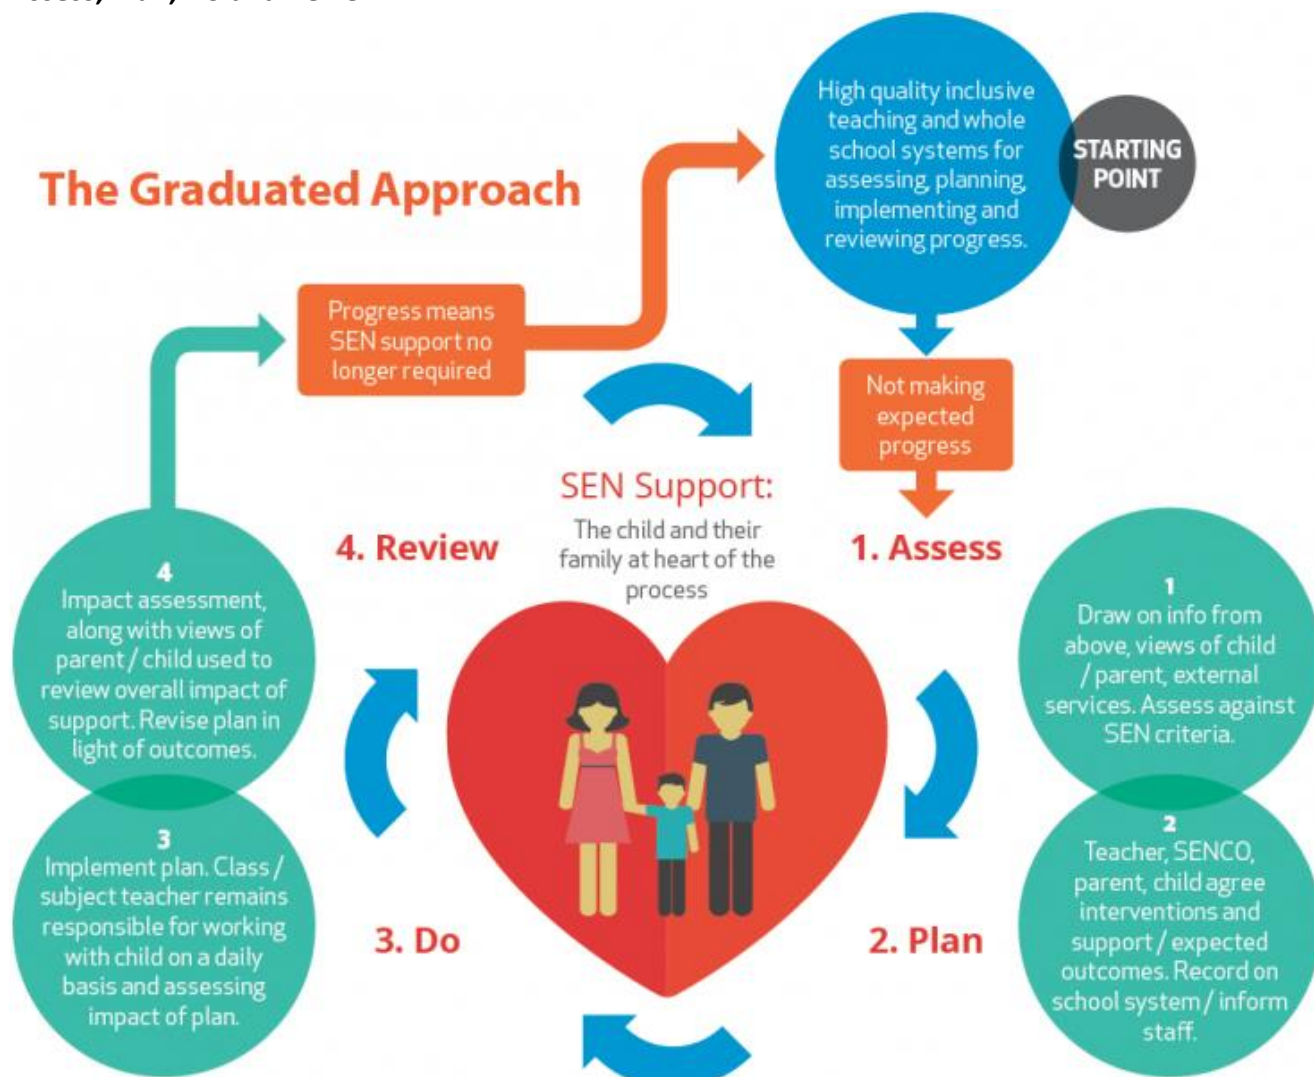 High quality inclusive
teaching and whole
school systems for
assessing, planning,
implementing and
reviewing progress.
STARTING
POINT
The Graduated Approach
Progress means
SEN support no
longer required
Not making
expected
progress
SEN Support:
The child and their
family at heart of the
process
4. Review
1. Assess
4
Impact assessment,
along with views of
parent / child used to
review overall impact of
support. Revise plan in
light of outcomes.
1
Draw on info from
above, views of child
/ parent, external
services. Assess against
SEN criteria.
3
Implement plan. Class /
subject teacher remains
responsible for working
with child on a daily
basis and assessing
impact of plan.
3. Do
2. Plan
2
Teacher, SENCO,
parent, child agree
interventions and
support / expected
outcomes. Record on
school system / inform
staff.